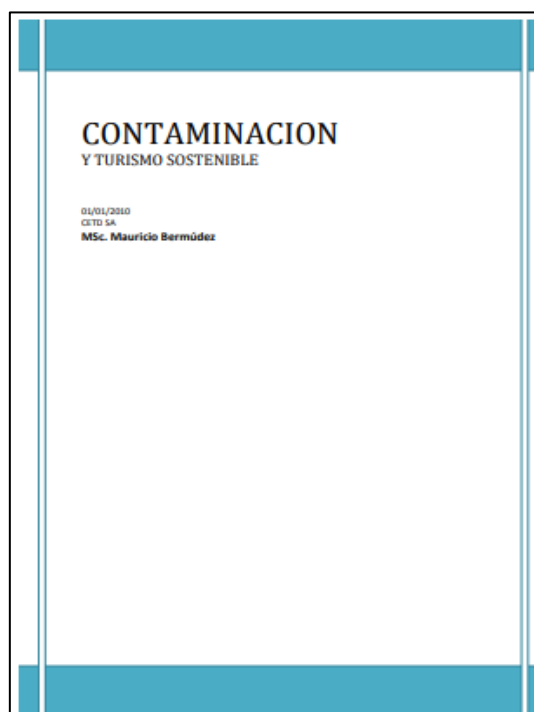 CONTAMINACION
Y TURISMO SOSTENIBLE
01/01/2010
CETD SA
MSc. Mauricio Bermúdez